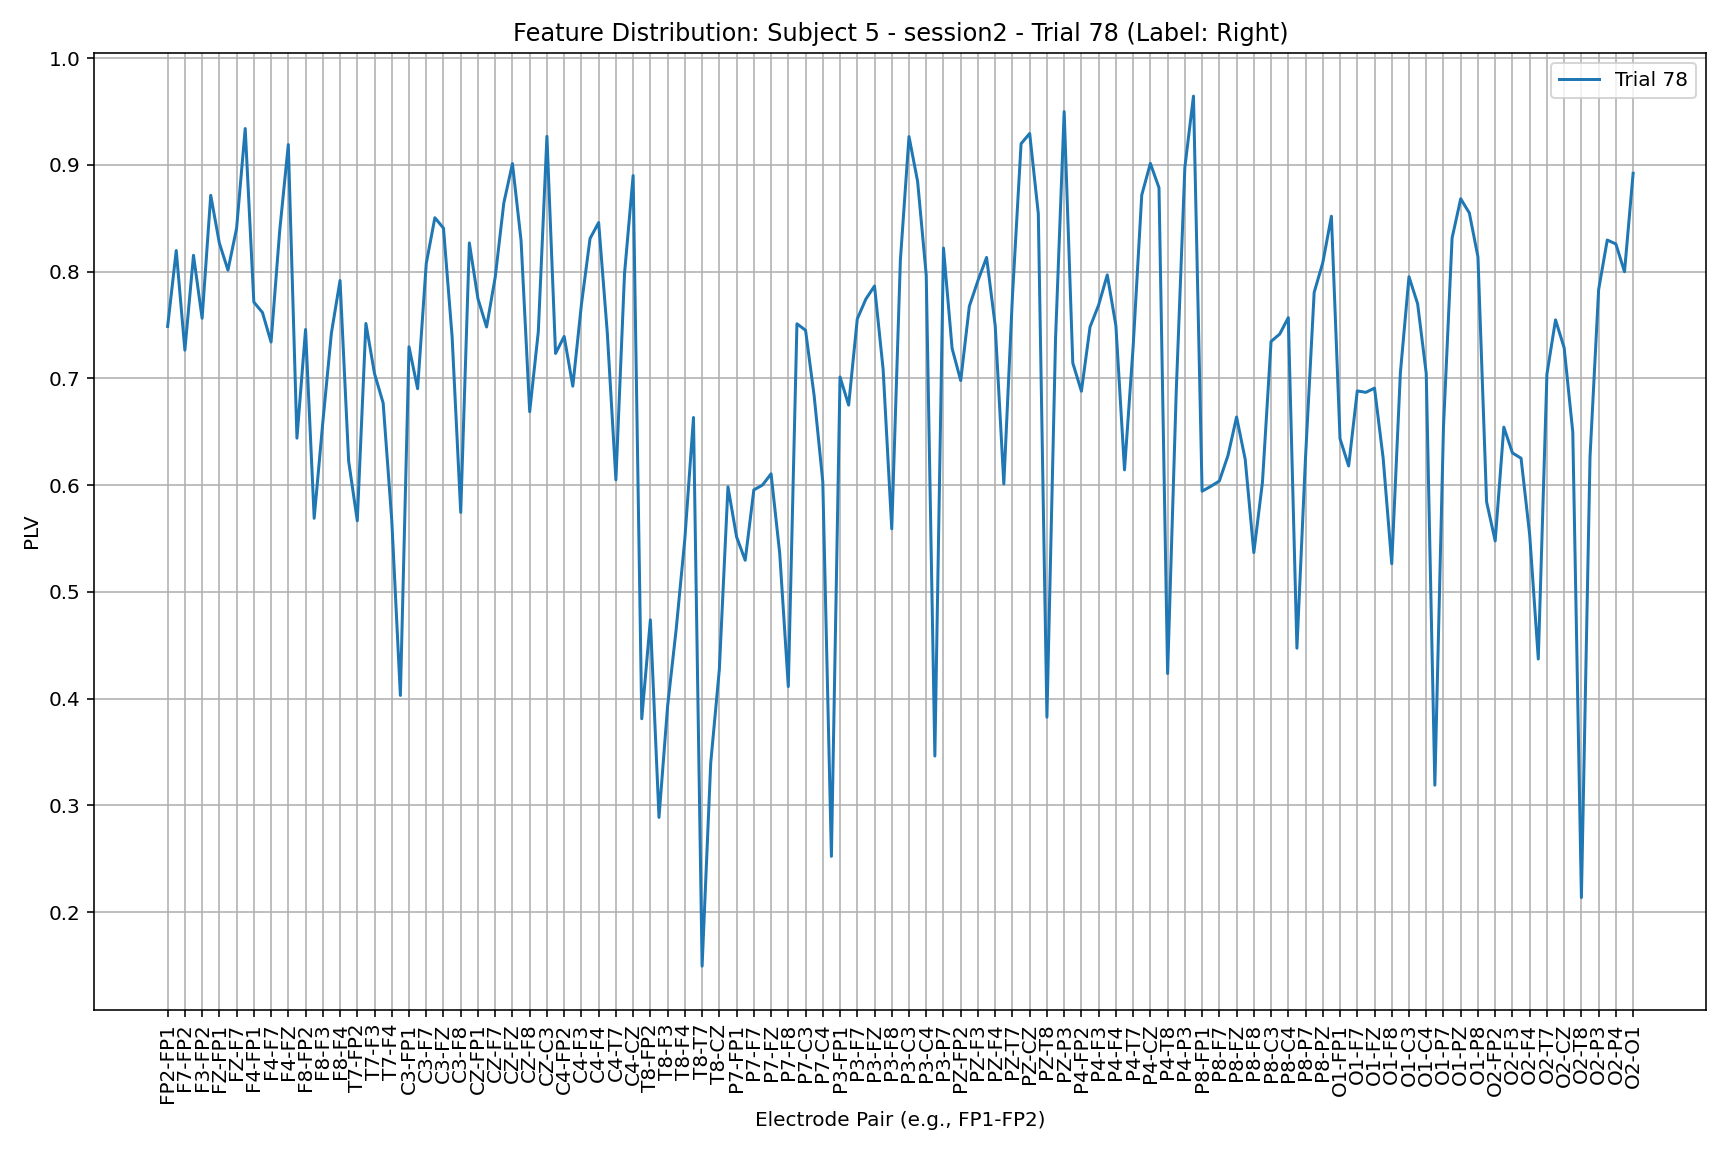 Feature Distribution: Subject 5 - session2 - Trial 78 (Label: Right)
Trial 78
PLV
1.0
0.9
0.8
0.7
0.6
0.5
0.4
0.3
0.2
FP2-FP1
F7-FP2
F3-FP2
FZ-FP1
FZ-F7
F4-FP1
F4-F7
F4-FZ
F8-FP2
F8-F3
F8-F4
T7-FP2
T7-F3
T7-F4
C3-FP1
C3-F7
C3-FZ
C3-F8
CZ-FP1
CZ-F7
CZ-FZ
CZ-F8
CZ-C3
C4-FP2
C4-F3
C4-F4
C4-T7
C4-CZ
T8-FP2
T8-F3
T8-F4
T8-T7
T8-CZ
P7-FP1
P7-F7
P7-FZ
P7-F8
P7-C3
P7-C4
P3-FP1
P3-F7
P3-FZ
P3-F8
P3-C3
P3-C4
P3-P7
PZ-FP2
PZ-F3
PZ-F4
PZ-T7
PZ-CZ
PZ-T8
PZ-P3
P4-FP2
P4-F3
P4-F4
P4-T7
P4-CZ
P4-T8
P4-P3
P8-FP1
P8-F7
P8-FZ
P8-F8
P8-C3
P8-C4
P8-P7
P8-PZ
O1-FP1
O1-F7
O1-FZ
O1-F8
O1-C3
O1-C4
O1-P7
O1-PZ
O1-P8
O2-FP2
O2-F3
O2-F4
O2-T7
O2-CZ
O2-T8
O2-P3
O2-P4
O2-O1
Electrode Pair (e.g., FP1-FP2)